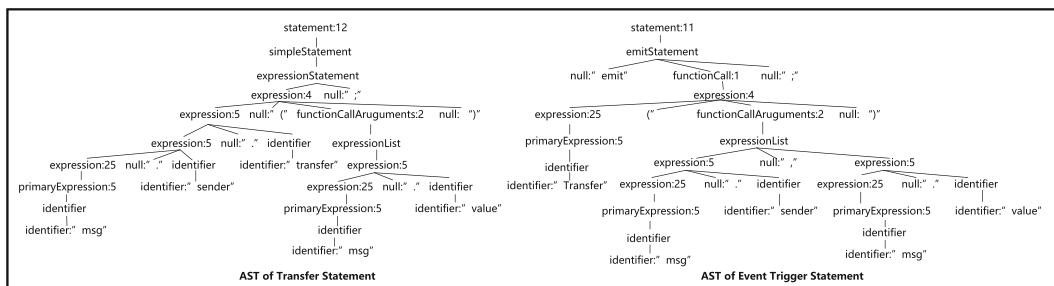 statement:12 statement:11
simpleStatement emitStatement
expressionStatement null:" emit" functionCall:1 null:" ;"
expression:4 null:" ;" expression:4
expression:5 null:" (" functionCallAruguments:2 null: ")" expression:25 (" functionCallAruguments:2 null: ")"
expression:5 null:" ." identifier expressionList primaryExpression:5 expressionList
expression:25 null:" ." identifier identifier:" transfer" expression:5 identifier expression:5 null:" ," expression:5
primaryExpression:5 identifier:" sender" expression:25 null:" ." identifier identifier:" Transfer" expression:25 null:" ." identifier expression:25 null:" ." identifier
identifier primaryExpression:5 identifier:" value" primaryExpression:5 identifier:" sender" primaryExpression:5 identifier:" value"
identifier:" msg" identifier identifier identifier
identifier:" msg" identifier:" msg" identifier:" msg"
AST of Transfer Statement AST of Event Trigger Statement